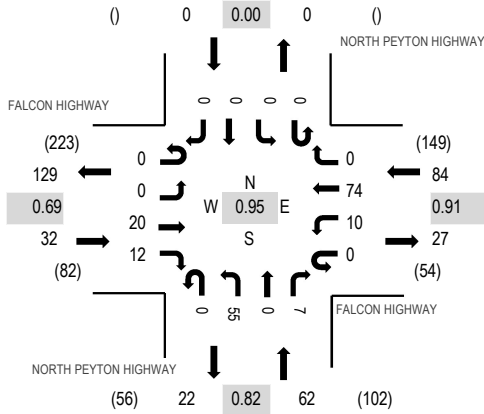 () 0 0.00 0 ()
NORTH PEYTON HIGHWAY
FALCON HIGHWAY
0 0 0 0
(223) (149)
129 0 0 84
0 N 74
0.69 W 0.95 E 0.91
20 S 10
32 12 0 27
(82) (54)
0 55 0 7
FALCON HIGHWAY
NORTH PEYTON HIGHWAY
(56) 22 0.82 62 (102)